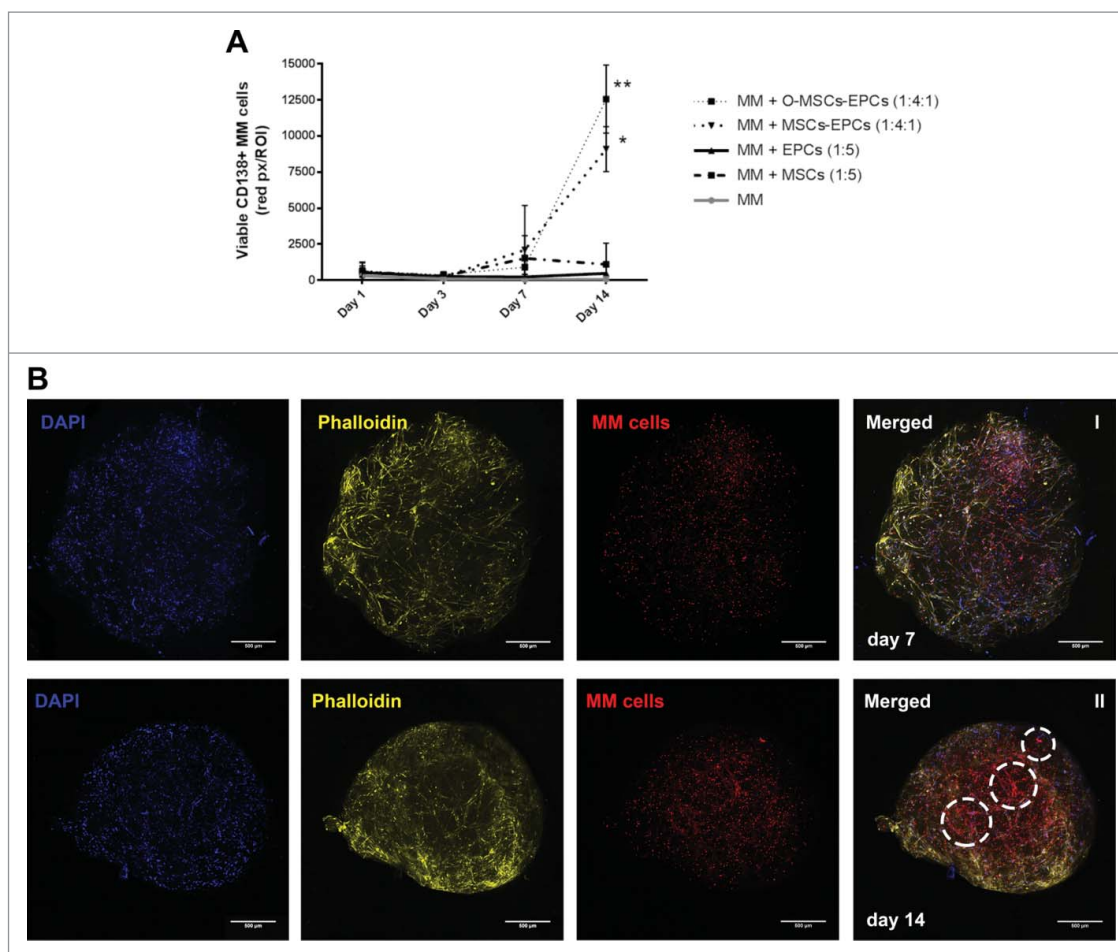 A
15000
12500
10000
7500
5000
2500
0
Viable CD138+ MM cells
(red px/ROI)
**
*
Day 1
Day 3
Day 7
Day 14
MM + O-MSCs-EPCs (1:4:1)
MM + MSCs-EPCs (1:4:1)
MM + EPCs (1:5)
MM + MSCs (1:5)
MM
B
DAPI
500 µm
Phalloidin
500 µm
MM cells
500 µm
Merged I
day 7
500 µm
DAPI
500 µm
Phalloidin
500 µm
MM cells
500 µm
Merged II
day 14
500 µm